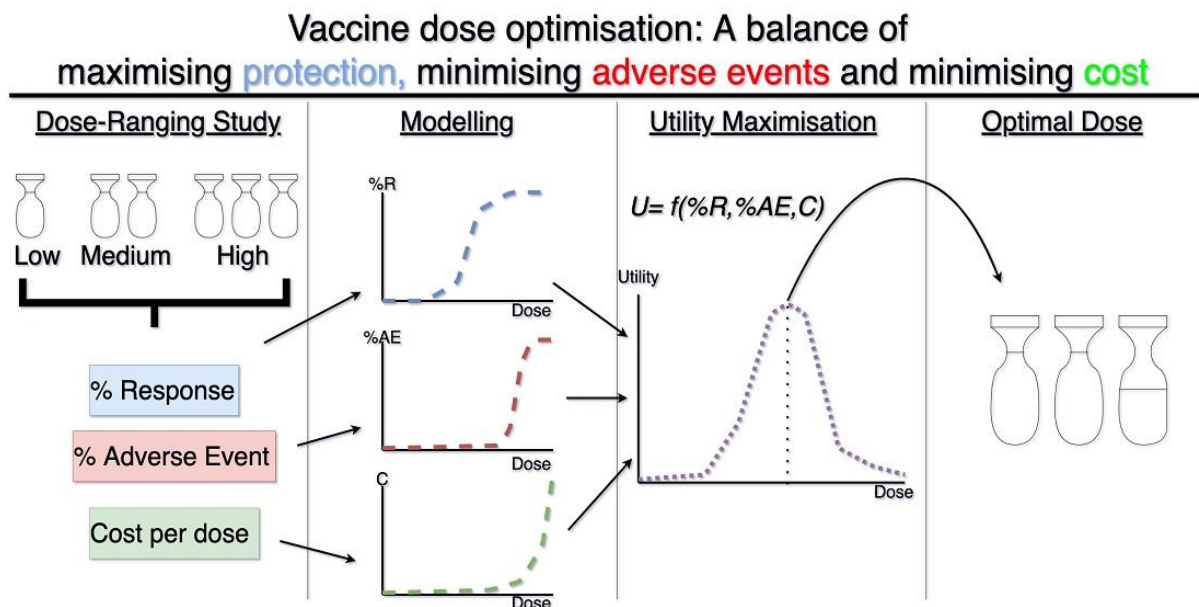 Vaccine dose optimisation: A balance of
maximising protection, minimising adverse events and minimising cost
Dose-Ranging Study
Low Medium High
% Response
% Adverse Event
Cost per dose
Modelling
%R
Dose
%AE
Dose
C
Dose
Utility Maximisation
U= f(%R,%AE,C)
Utility
Dose
Optimal Dose